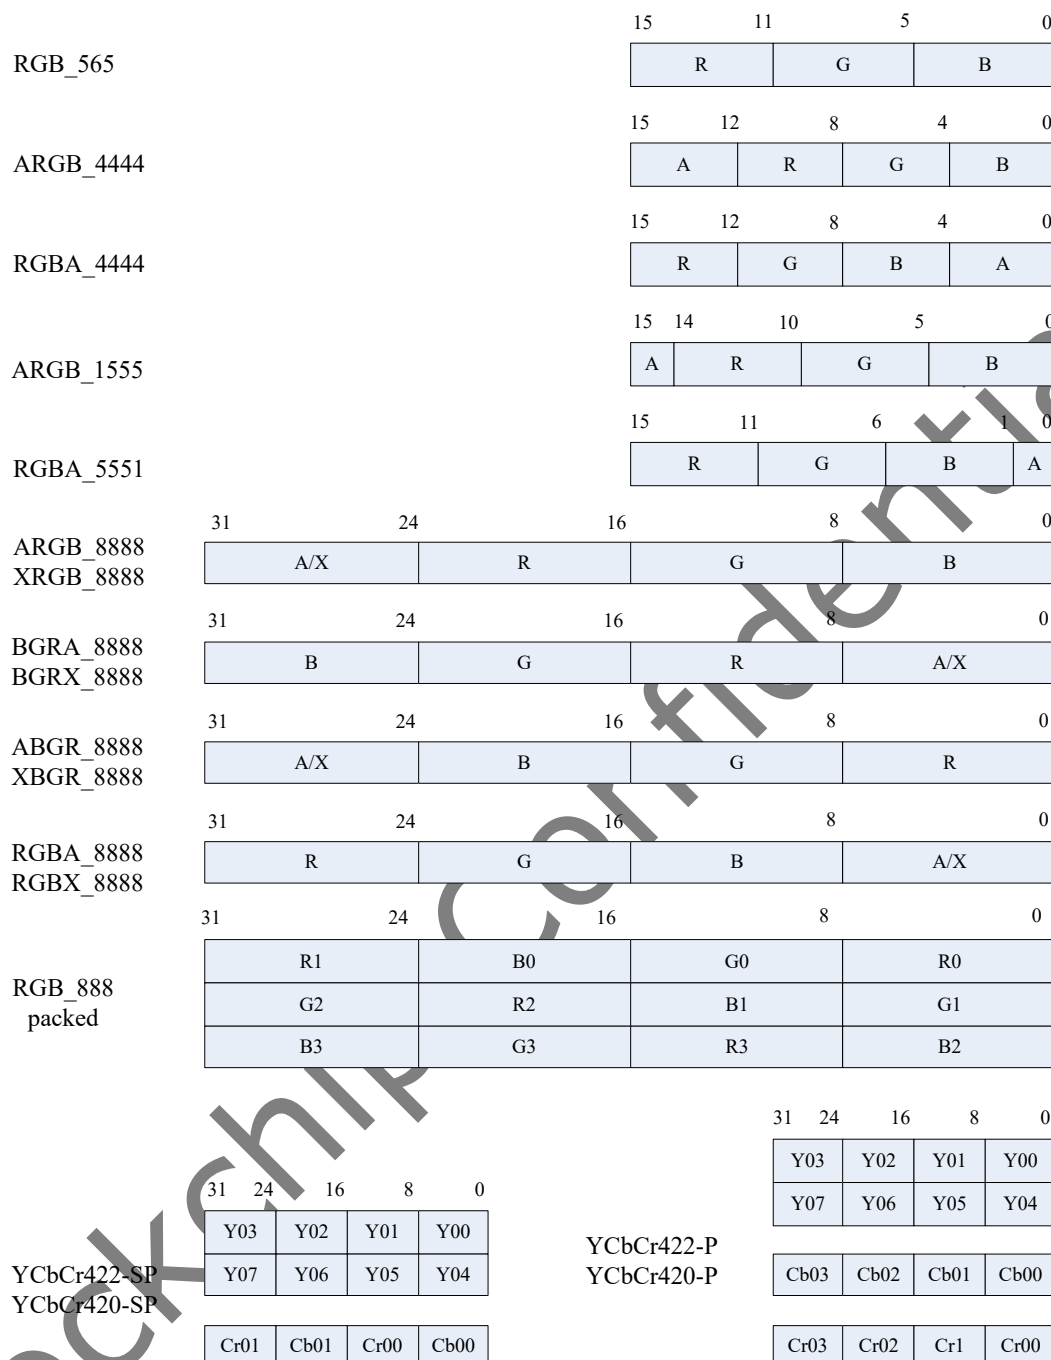 15 11 5 0
RGB_565 R G B
15 12 8 4 0
ARGB_4444 A R G B
15 12 8 4 0
RGBA_4444 R G B A
15 14 10 5 0
ARGB_1555 A R G B
15 11 6 1 0
RGBA_5551 R G B A
31 24 16 8 0
ARGB_8888
XRGB_8888
A/X R G B
31 24 16 8 0
BGRA_8888
BGRX_8888
B G R A/X
31 24 16 8 0
ABGR_8888
XBGR_8888
A/X B G R
31 24 16 8 0
RGBA_8888
RGBX_8888
R G B A/X
31 24 16 8 0
RGB_888
packed
R1 B0 G0 R0
G2 R2 B1 G1
B3 G3 R3 B2
31 24 16 8 0
YCbCr422-SP
YCbCr420-SP
Y03 Y02 Y01 Y00
Y07 Y06 Y05 Y04
Cr01 Cb01 Cr00 Cb00
31 24 16 8 0
YCbCr422-P
YCbCr420-P
Y03 Y02 Y01 Y00
Y07 Y06 Y05 Y04
Cb03 Cb02 Cb01 Cb00
Cr03 Cr02 Cr1 Cr00